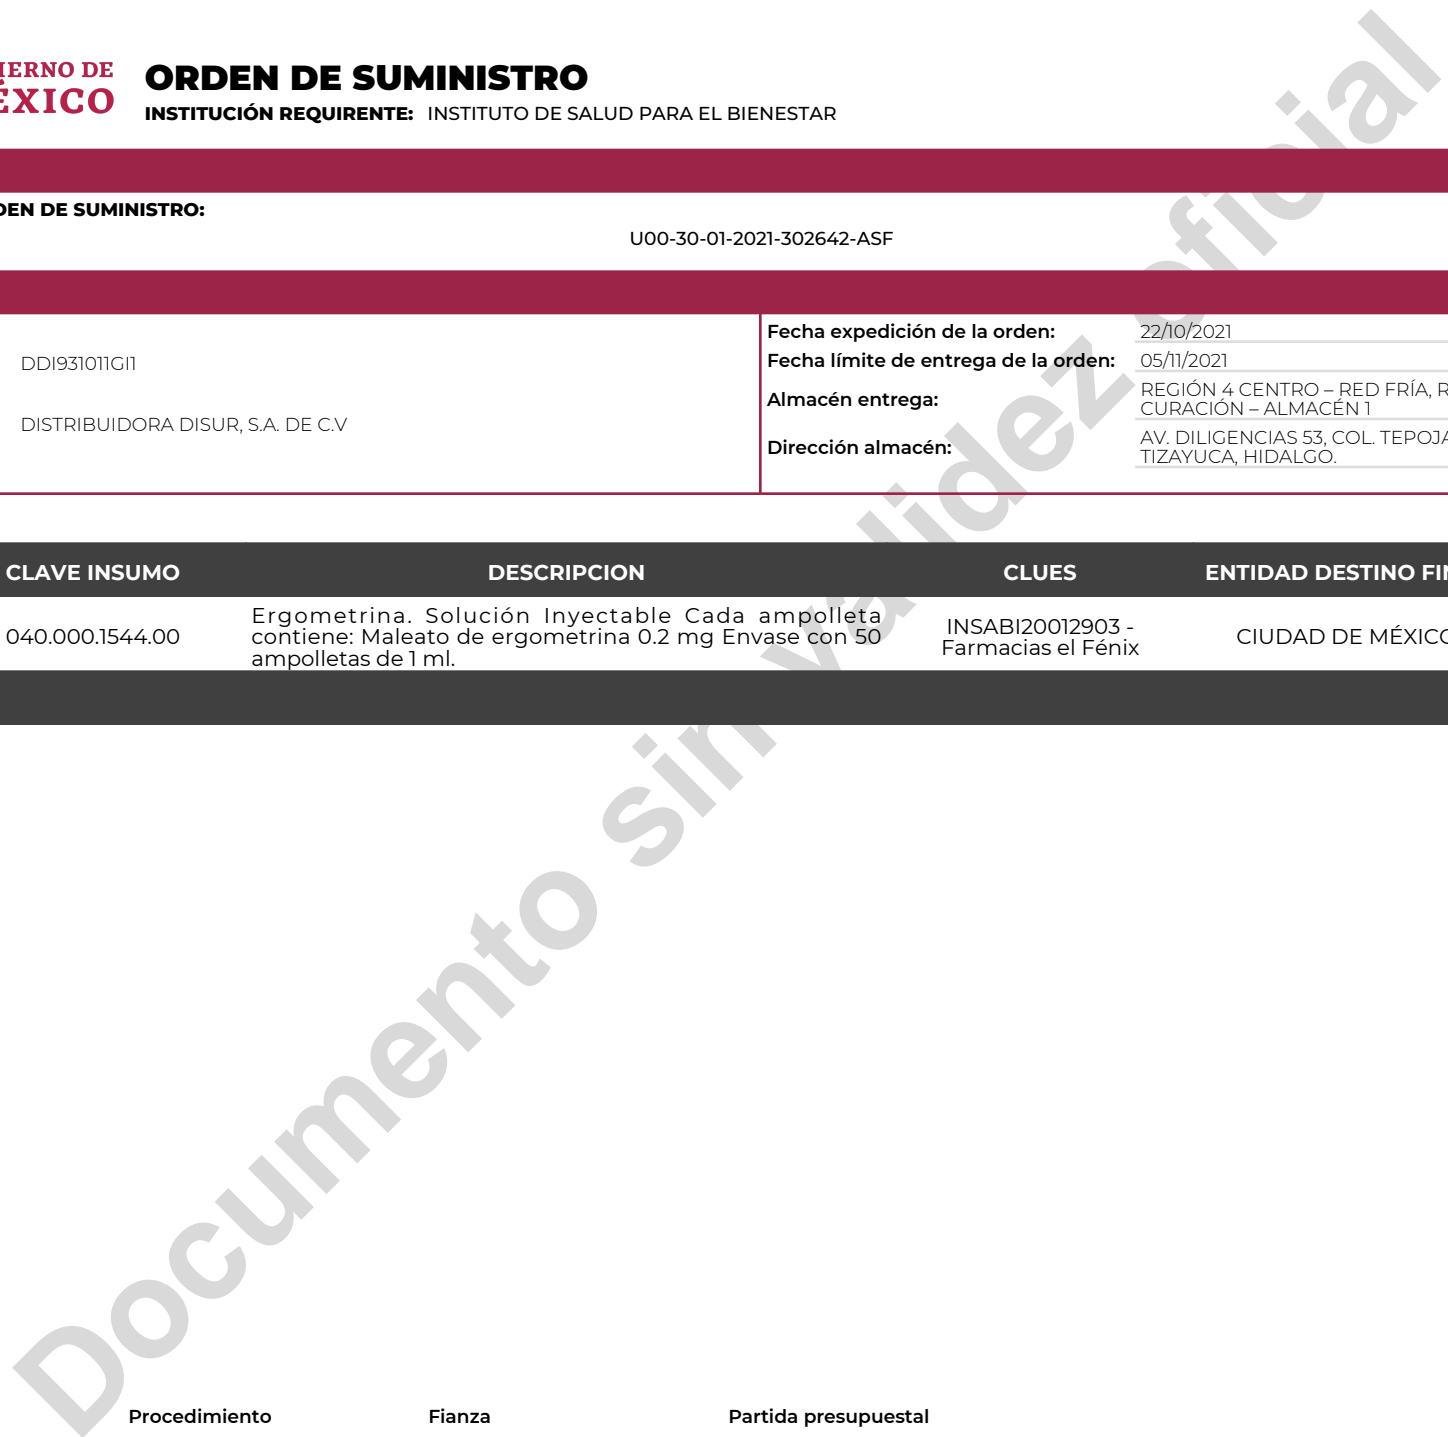 ORDEN DE SUMINISTRO
INSTITUCIÓN REQUIRENTE: INSTITUTO DE SALUD PARA EL BIENESTAR
DE
XICO
DE SUMINISTRO:
U00-30-01-2021-302642-ASF
DDI931011GI1
DISTRIBUIDORA DISUR, S.A. DE C.V
Fecha expedición de la orden: 22/10/2021
Fecha límite de entrega de la orden: 05/11/2021
Almacén entrega: REGIÓN 4 CENTRO – RED FRÍA, R
CURACIÓN – ALMACÉN 1
Dirección almacén: AV. DILIGENCIAS 53, COL. TEPOJA
TIZAYUCA, HIDALGO.
CLAVE INSUMO DESCRIPCION CLUES ENTIDAD DESTINO FIN
040.000.1544.00
Ergometrina. Solución Inyectable Cada ampolleta
contiene: Maleato de ergometrina 0.2 mg Envase con 50
ampolletas de 1 ml.
INSABI20012903 -
Farmacias el Fénix
CIUDAD DE MÉXICO
Documento sin validez oficial
Procedimiento Fianza Partida presupuestal